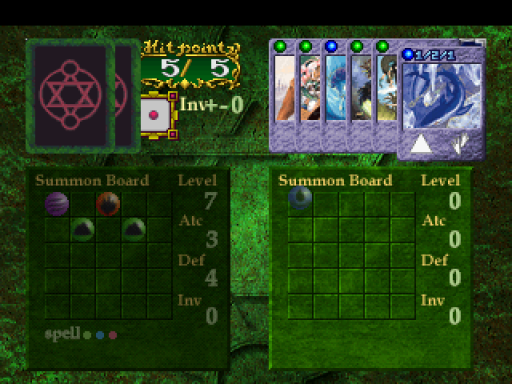 Hit points
5/ 5
Inv+-0
1/2/1
Summon Board Level
7
Atc
3
Def
4
Inv
0
spell
Summon Board Level
0
Atc
0
Def
0
Inv
0